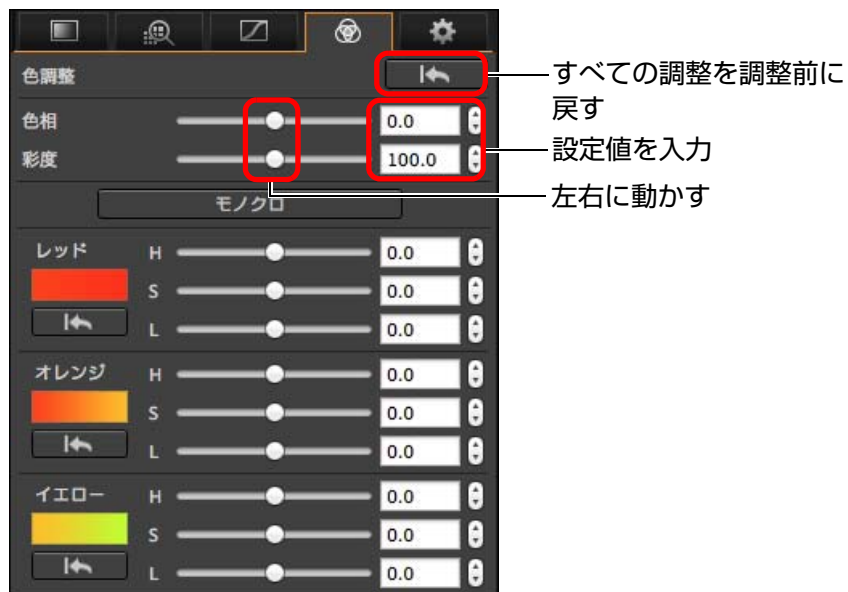 色調整
すべての調整を調整前に
戻す
色相 0.0
彩度 100.0
設定値を入力
左右に動かす
モノクロ
レッド H 0.0
S 0.0
L 0.0
オレンジ H 0.0
S 0.0
L 0.0
イエロー H 0.0
S 0.0
L 0.0